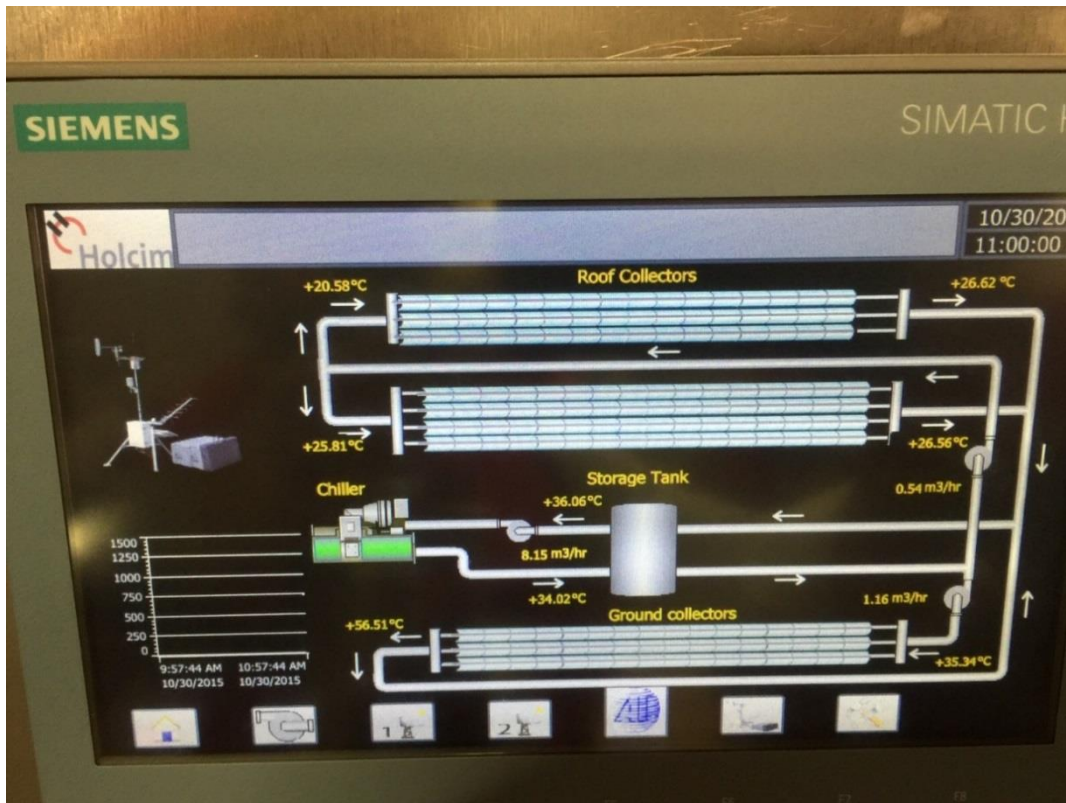 SIEMENS
SIMATIC
Holcim
10/30/20
11:00:00
Roof Collectors
+20.58°C
+26.62 °C
+25.81°C
+26.56°C
0.54 m3/hr
Storage Tank
Chiller
+36.06°C
8.15 m3/hr
+34.02°C
1.16 m3/hr
Ground collectors
+56.51°C
+35.34°C
1500
1250
1000
750
500
250
0
9:57:44 AM 10:57:44 AM
10/30/2015 10/30/2015
1
2